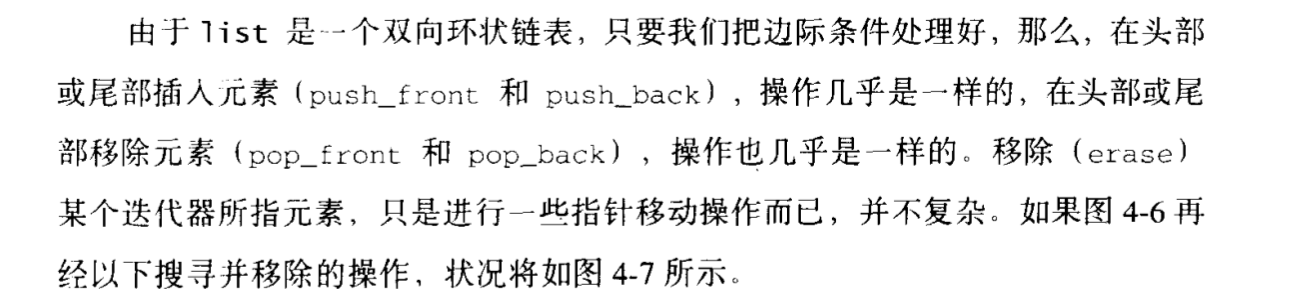 由于 list 是一个双向环状链表，只要我们把边际条件处理好，那么，在头部
或尾部插入元素（push_front 和 push_back），操作几乎是一样的，在头部或尾
部移除元素（pop_front 和 pop_back），操作也几乎是一样的。移除（erase）
某个迭代器所指元素，只是进行一些指针移动操作而已，并不复杂。如果图 4-6 再
经以下搜寻并移除的操作，状况将如图 4-7 所示。